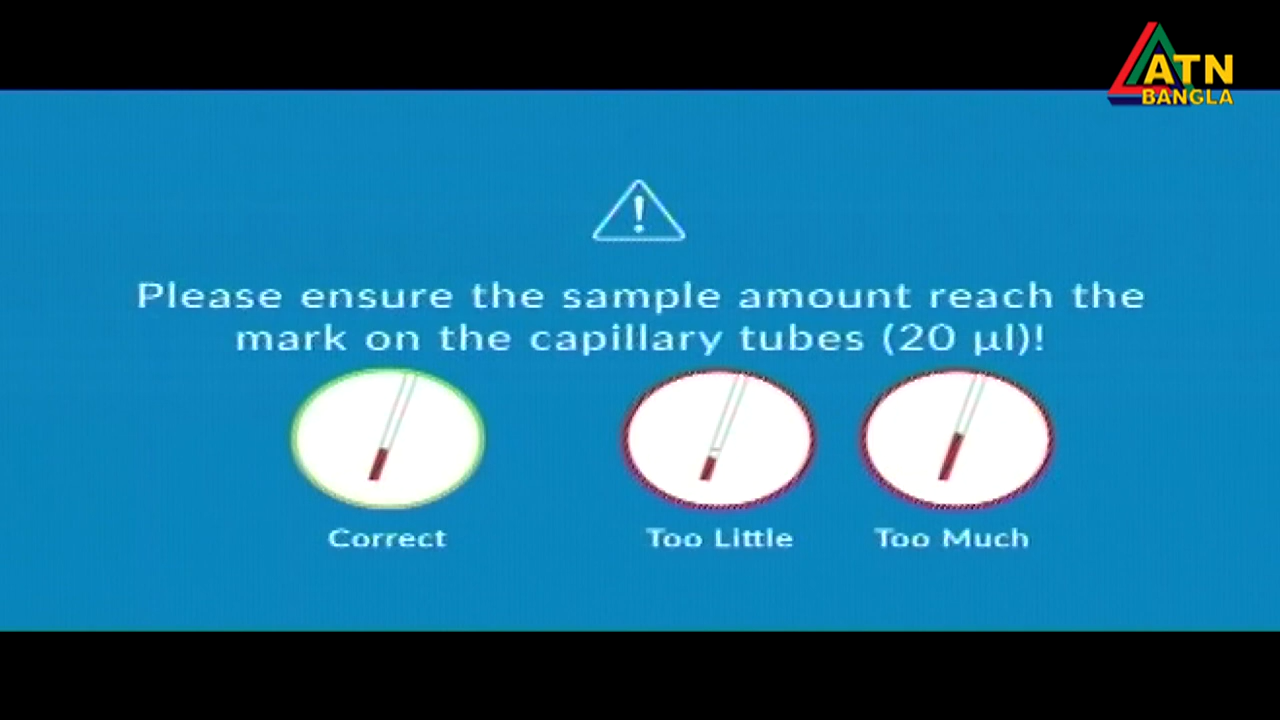 ATN
BANGLA
Please ensure the sample amount reach the
mark on the capillary tubes (20 µl)!
Correct
Too Little
Too Much